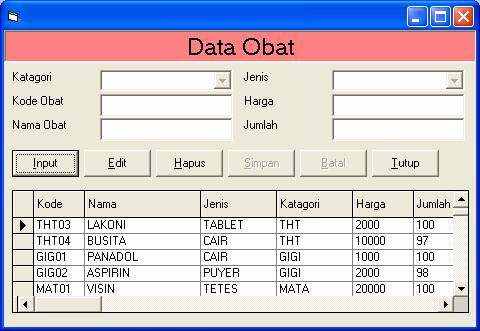 Data Obat
Katagori Jenis
Kode Obat Harga
Nama Obat Jumlah
Input Edit Hapus Simpan Batal Tutup
Kode Nama Jenis Katagori Harga Jumlah
THT03 LAKONI TABLET THT 2000 100
THT04 BUSITA CAIR THT 10000 97
GIG01 PANADOL CAIR GIGI 1000 100
GIG02 ASPIRIN PUYER GIGI 2000 98
MAT01 VISIN TETES MATA 20000 100